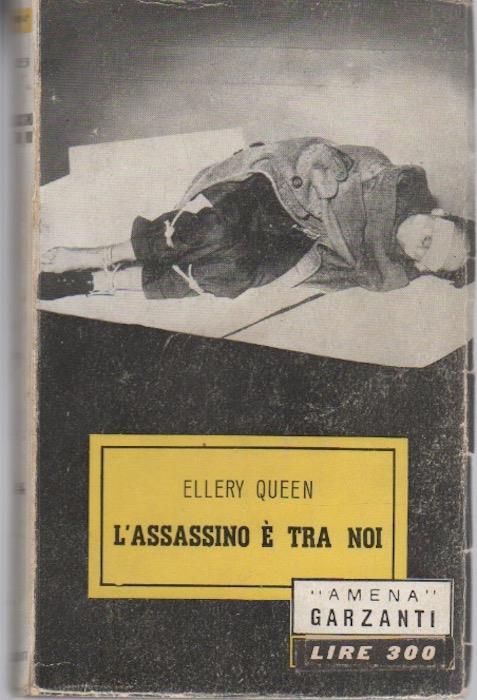 ELLERY QUEEN
L'ASSASSINO È TRA NOI
"AMENA"
GARZANTI
LIRE 300